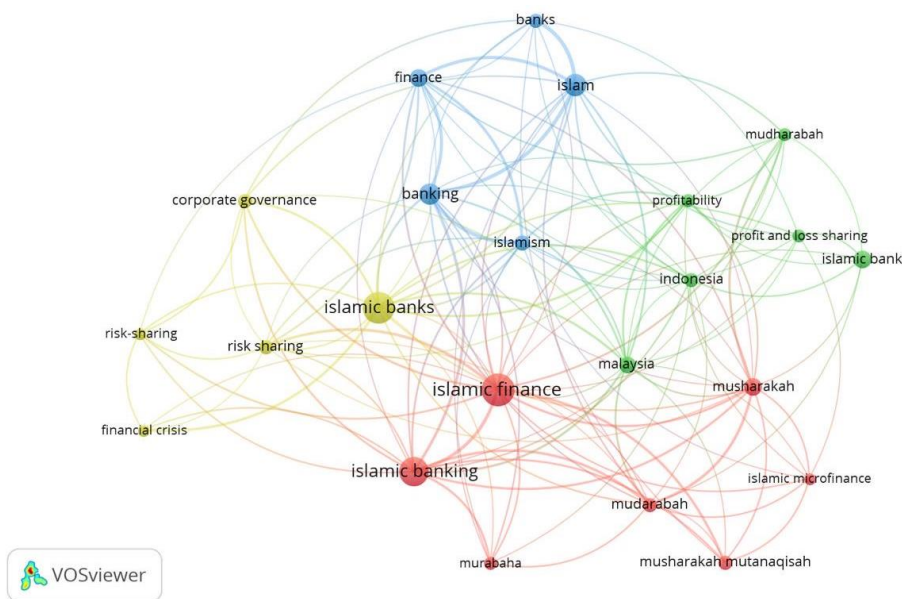 banks
finance
islam
mudharabah
banking
corporate governance
profitability
profit and loss sharing
islamism
islamic bank
indonesia
islamic banks
risk-sharing
risk sharing
malaysia
islamic finance
musharakah
financial crisis
islamic banking
islamic microfinance
mudarabah
murabaha
musharakah mutanaqisah
VOSviewer